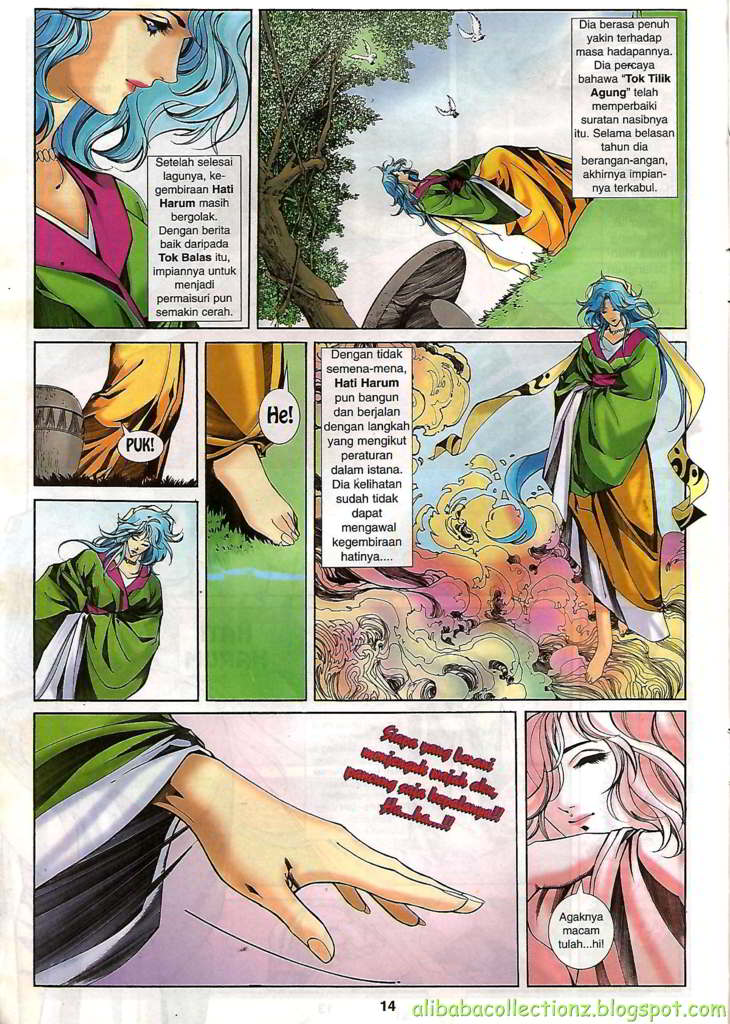 Setelah selesai
lagunya, ke-
gembiraan Hati
Harum masih
bergolak.
Dengan berita
baik daripada
Tok Balas itu,
impiannya untuk
menjadi
permaisuri pun
semakin cerah.
Dia berasa penuh
yakin terhadap
masa hadapannya.
Dia percaya
bahawa "Tok Tilik
Agung" telah
memperbaiki
suratan nasibnya
itu. Selama belasan
tahun dia
berangan-angan,
akhirnya impian-
nya terkabul.
PUK!
He!
Dengan tidak
semena-mena,
Hati Harum
pun bangun
dan berjalan
dengan langkah
yang mengikut
peraturan
dalam istana.
Dia kelihatan
sudah tidak
dapat
mengawal
kegembiraan
hatinya....
Siapa yang berani
menjamah wajah aku,
pancung saja kepalanya!!
Ha...ha...!!
Agaknya
macam
tulah...hi!
14
alibabacollectionz.blogspot.com